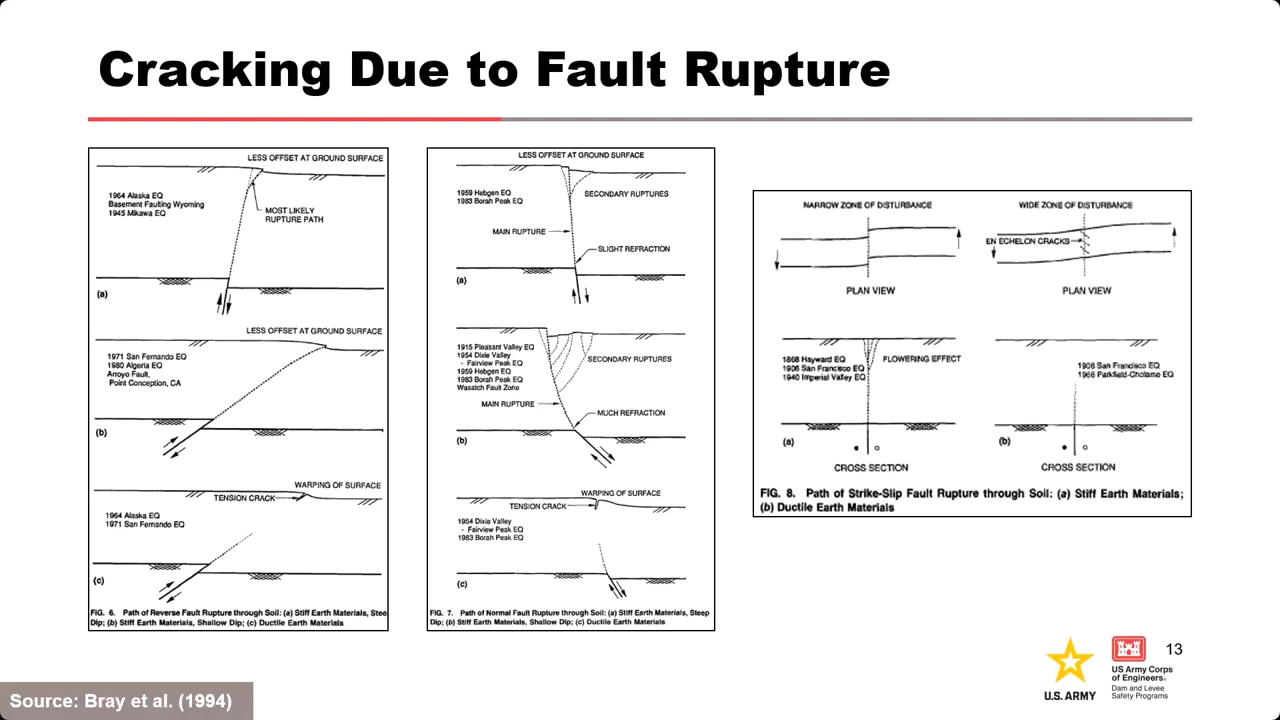 Cracking Due to Fault Rupture
LESS OFFSET AT GROUND SURFACE
1964 Alaska EQ
Basement Faulting Wyoming
1945 Mikawa EQ
MOST LIKELY
RUPTURE PATH
(a)
LESS OFFSET AT GROUND SURFACE
1971 San Fernando EQ
1980 Algeria EQ
Arroyo Fault,
Point Conception, CA
(b)
WARPING OF SURFACE
TENSION CRACK
1964 Alaska EQ
1971 San Fernando EQ
(c)
FIG. 6. Path of Reverse Fault Rupture through Soil: (a) Stiff Earth Materials, Stee
Dip; (b) Stiff Earth Materials, Shallow Dip; (c) Ductile Earth Materials
LESS OFFSET AT GROUND SURFACE
1959 Hebgen EQ
1983 Borah Peak EQ
SECONDARY RUPTURES
MAIN RUPTURE
SLIGHT REFRACTION
(a)
1915 Pleasant Valley EQ
1954 Dixie Valley
- Fairview Peak EQ
1959 Hebgen EQ
1983 Borah Peak EQ
Wasatch Fault Zone
SECONDARY RUPTURES
MAIN RUPTURE
MUCH REFRACTION
(b)
WARPING OF SURFACE
TENSION CRACK
1954 Dixia Valley
- Fairview Peak EQ
1983 Borah Peak EQ
(c)
FIG. 7. Path of Normal Fault Rupture through Soil: (a) Stiff Earth Materials, Steep
Dip; (b) Stiff Earth Materials, Shallow Dip; (c) Ductile Earth Materials
NARROW ZONE OF DISTURBANCE
WIDE ZONE OF DISTURBANCE
EN ECHELON CRACKS
PLAN VIEW
PLAN VIEW
1868 Hayward EQ
1906 San Francisco EQ
1940 Imperial Valley EQ
FLOWERING EFFECT
1906 San Francisco EQ
1966 Parkfield-Cholame EQ
(a)
(b)
CROSS SECTION
CROSS SECTION
FIG. 8. Path of Strike-Slip Fault Rupture through Soil: (a) Stiff Earth Materials;
(b) Ductile Earth Materials
13
U.S. ARMY
US Army Corps
of Engineers®
Dam and Levee
Safety Programs
Source: Bray et al. (1994)